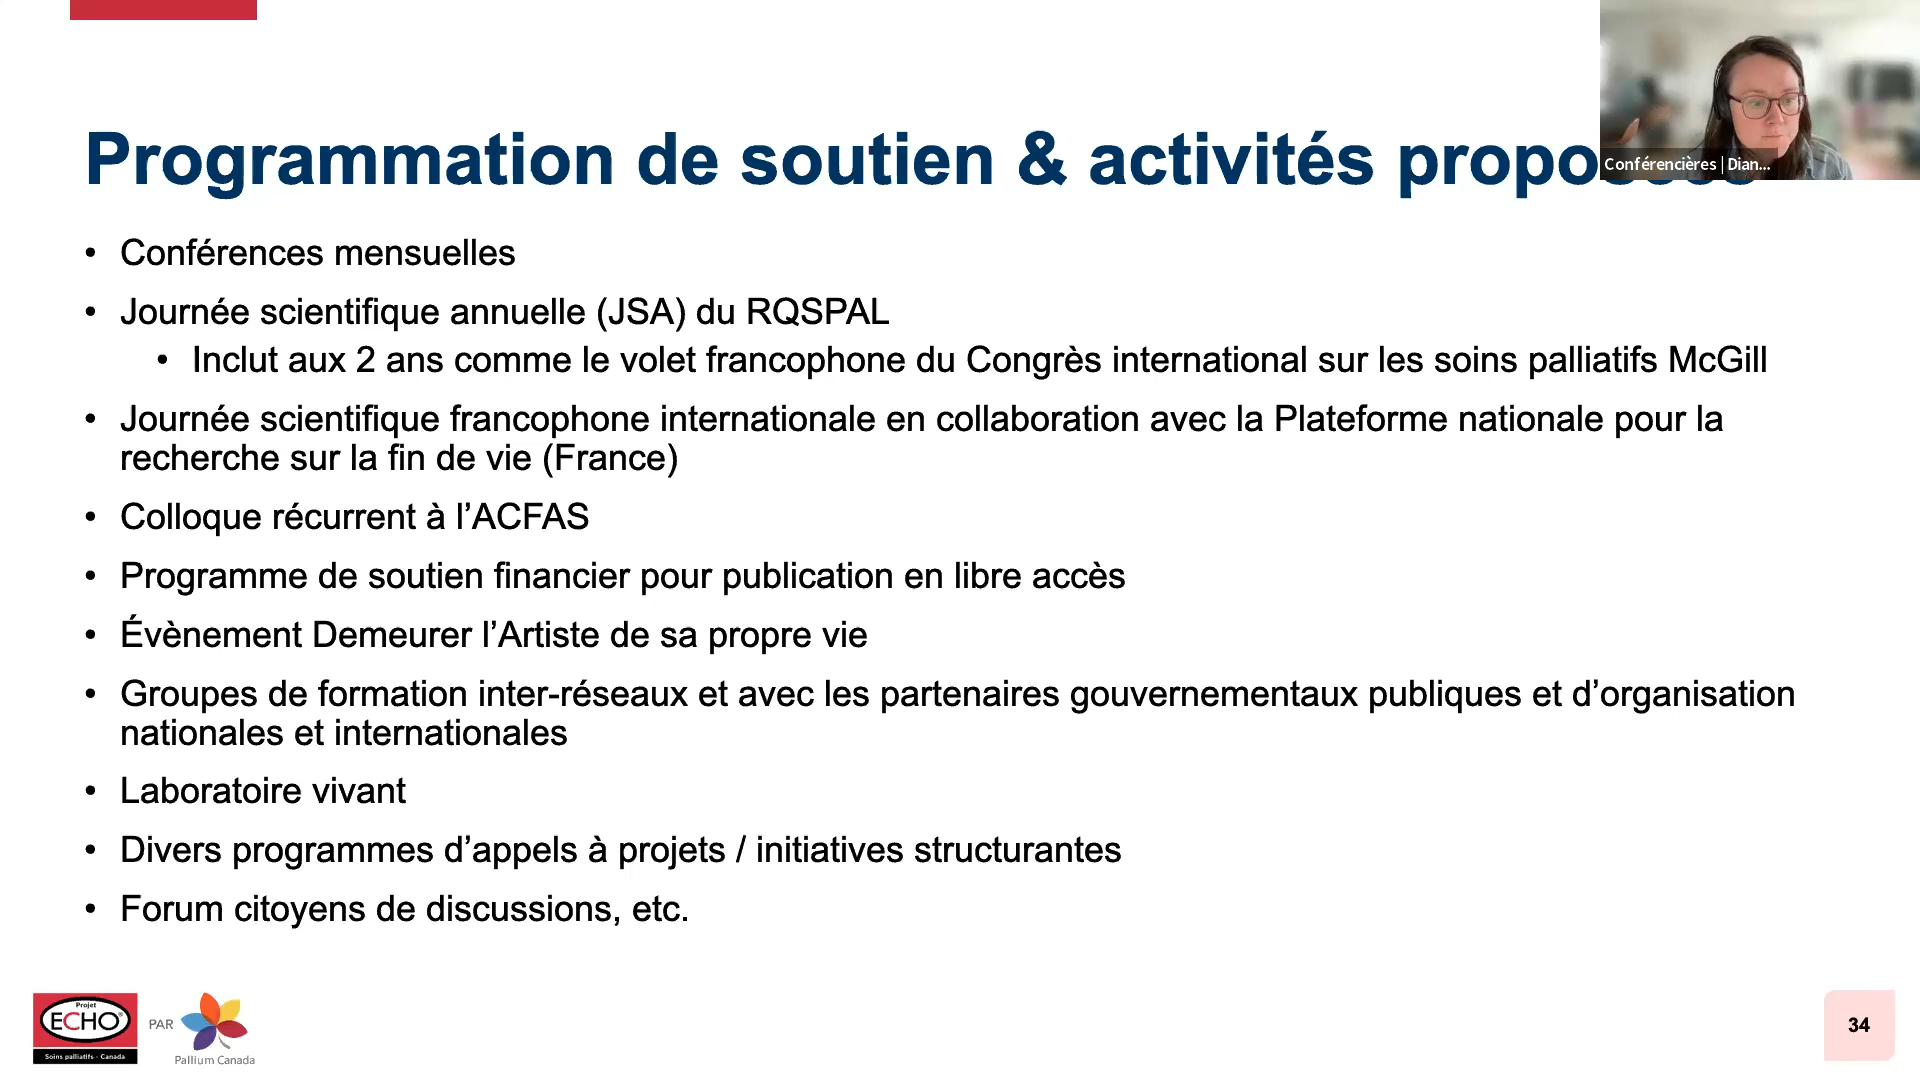 Programmation de soutien & activités
Conférencières | Dian...
• Conférences mensuelles
• Journée scientifique annuelle (JSA) du RQSPAL
• Inclut aux 2 ans comme le volet francophone du Congrès international sur les soins palliatifs McGill
• Journée scientifique francophone internationale en collaboration avec la Plateforme nationale pour la
recherche sur la fin de vie (France)
• Colloque récurrent à l’ACFAS
• Programme de soutien financier pour publication en libre accès
• Évènement Demeurer l’Artiste de sa propre vie
• Groupes de formation inter-réseaux et avec les partenaires gouvernementaux publiques et d’organisation
nationales et internationales
• Laboratoire vivant
• Divers programmes d’appels à projets / initiatives structurantes
• Forum citoyens de discussions, etc.
Projet
ECHO®
Soins palliatifs - Canada
PAR
Pallium Canada
34